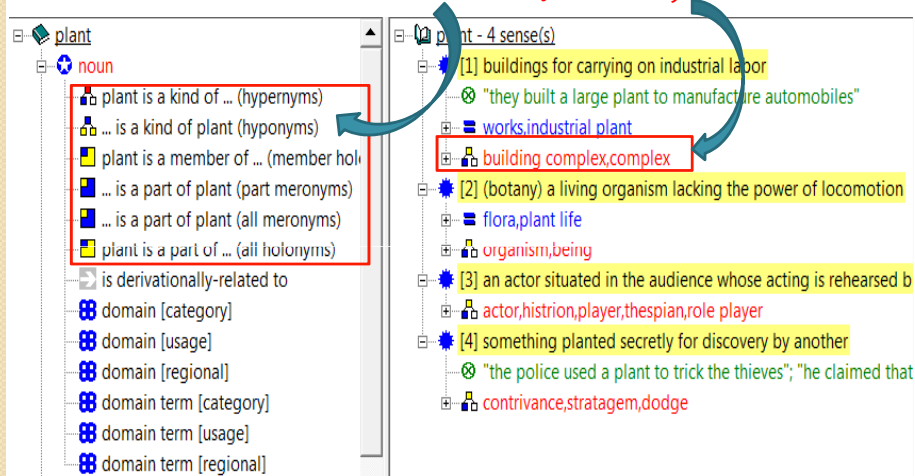 plant
noun
plant is a kind of ... (hypernyms)
... is a kind of plant (hyponyms)
plant is a member of ... (member hol
... is a part of plant (part meronyms)
... is a part of plant (all meronyms)
plant is a part of ... (all holonyms)
is derivationally-related to
domain [category]
domain [usage]
domain [regional]
domain term [category]
domain term [usage]
domain term [regional]
plant - 4 sense(s)
[1] buildings for carrying on industrial labor
"they built a large plant to manufacture automobiles"
works,industrial plant
building complex,complex
[2] (botany) a living organism lacking the power of locomotion
flora,plant life
organism,being
[3] an actor situated in the audience whose acting is rehearsed b
actor,histrion,player,thespian,role player
[4] something planted secretly for discovery by another
"the police used a plant to trick the thieves"; "he claimed that
contrivance,stratagem,dodge